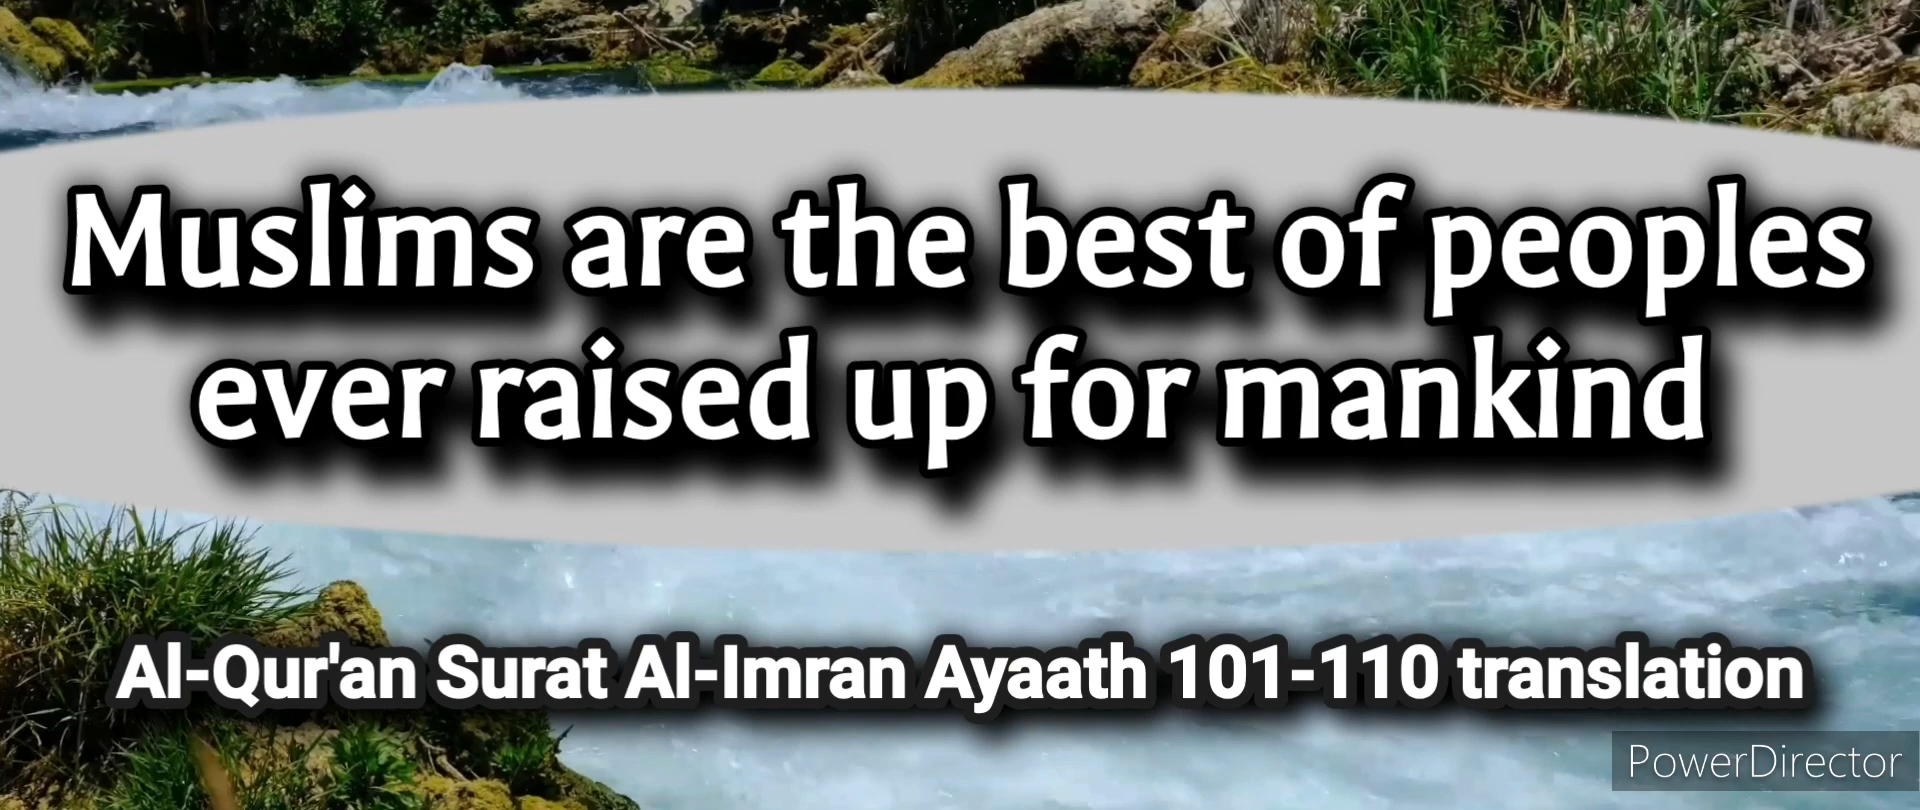 Muslims are the best of peoples
ever raised up for mankind
Al-Qur'an Surat Al-Imran Ayaath 101-110 translation
PowerDirector